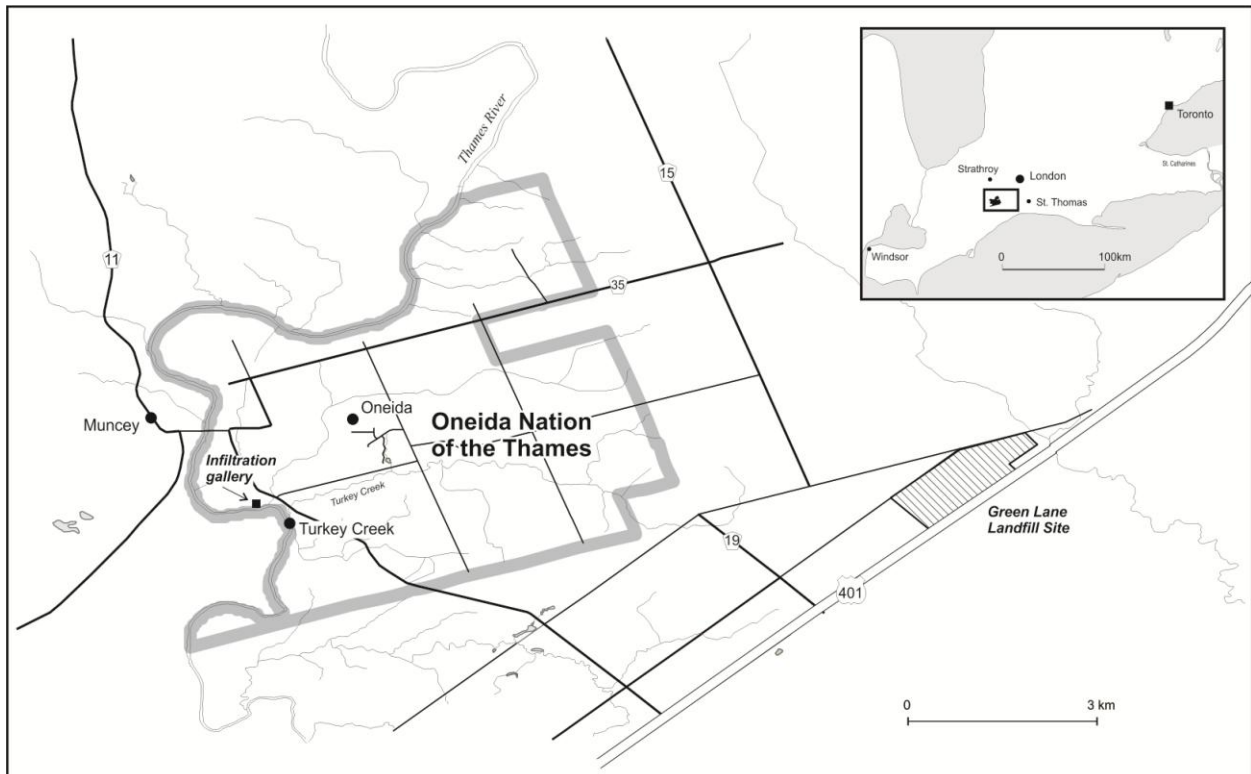 Thames River
15
11
35
Muncey
Oneida
Oneida Nation
of the Thames
Infiltration
gallery
Turkey Creek
Turkey Creek
Green Lane
Landfill Site
19
401
0
3 km
Toronto
St. Catharines
Strathroy
London
St. Thomas
Windsor
0
100km